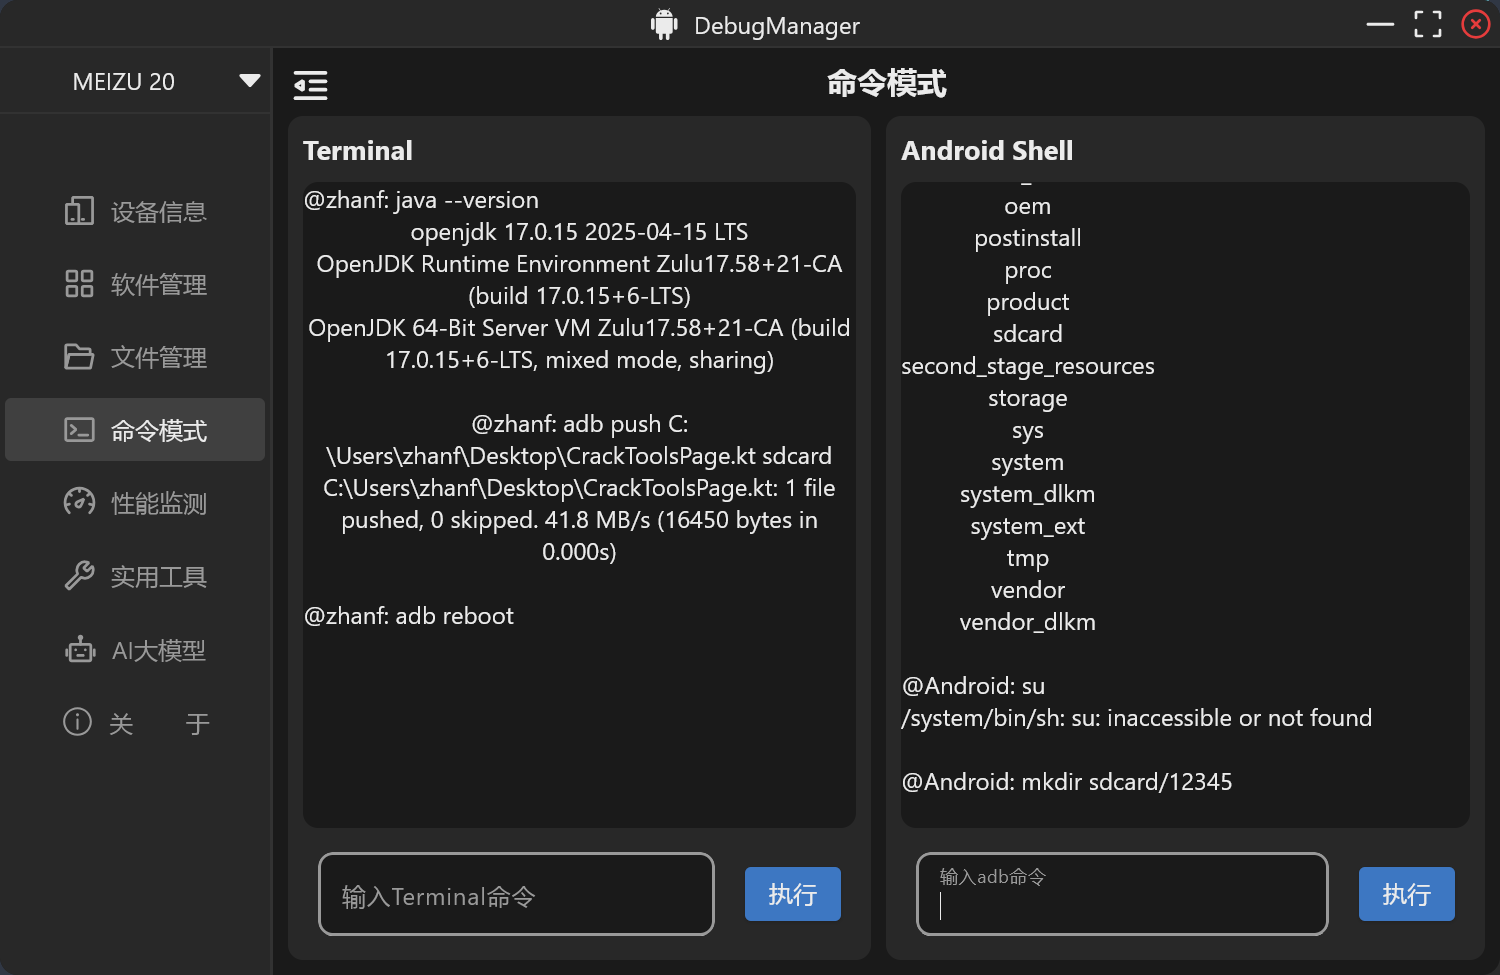 DebugManager
MEIZU 20
设备信息
软件管理
文件管理
命令模式
性能监测
实用工具
AI大模型
关 于
命令模式
Terminal
@zhanf: java --version
openjdk 17.0.15 2025-04-15 LTS
OpenJDK Runtime Environment Zulu17.58+21-CA
(build 17.0.15+6-LTS)
OpenJDK 64-Bit Server VM Zulu17.58+21-CA (build
17.0.15+6-LTS, mixed mode, sharing)
@zhanf: adb push C:
\Users\zhanf\Desktop\CrackToolsPage.kt sdcard
C:\Users\zhanf\Desktop\CrackToolsPage.kt: 1 file
pushed, 0 skipped. 41.8 MB/s (16450 bytes in
0.000s)
@zhanf: adb reboot
输入Terminal命令
执行
Android Shell
oem
postinstall
proc
product
sdcard
second_stage_resources
storage
sys
system
system_dlkm
system_ext
tmp
vendor
vendor_dlkm
@Android: su
/system/bin/sh: su: inaccessible or not found
@Android: mkdir sdcard/12345
输入adb命令
执行